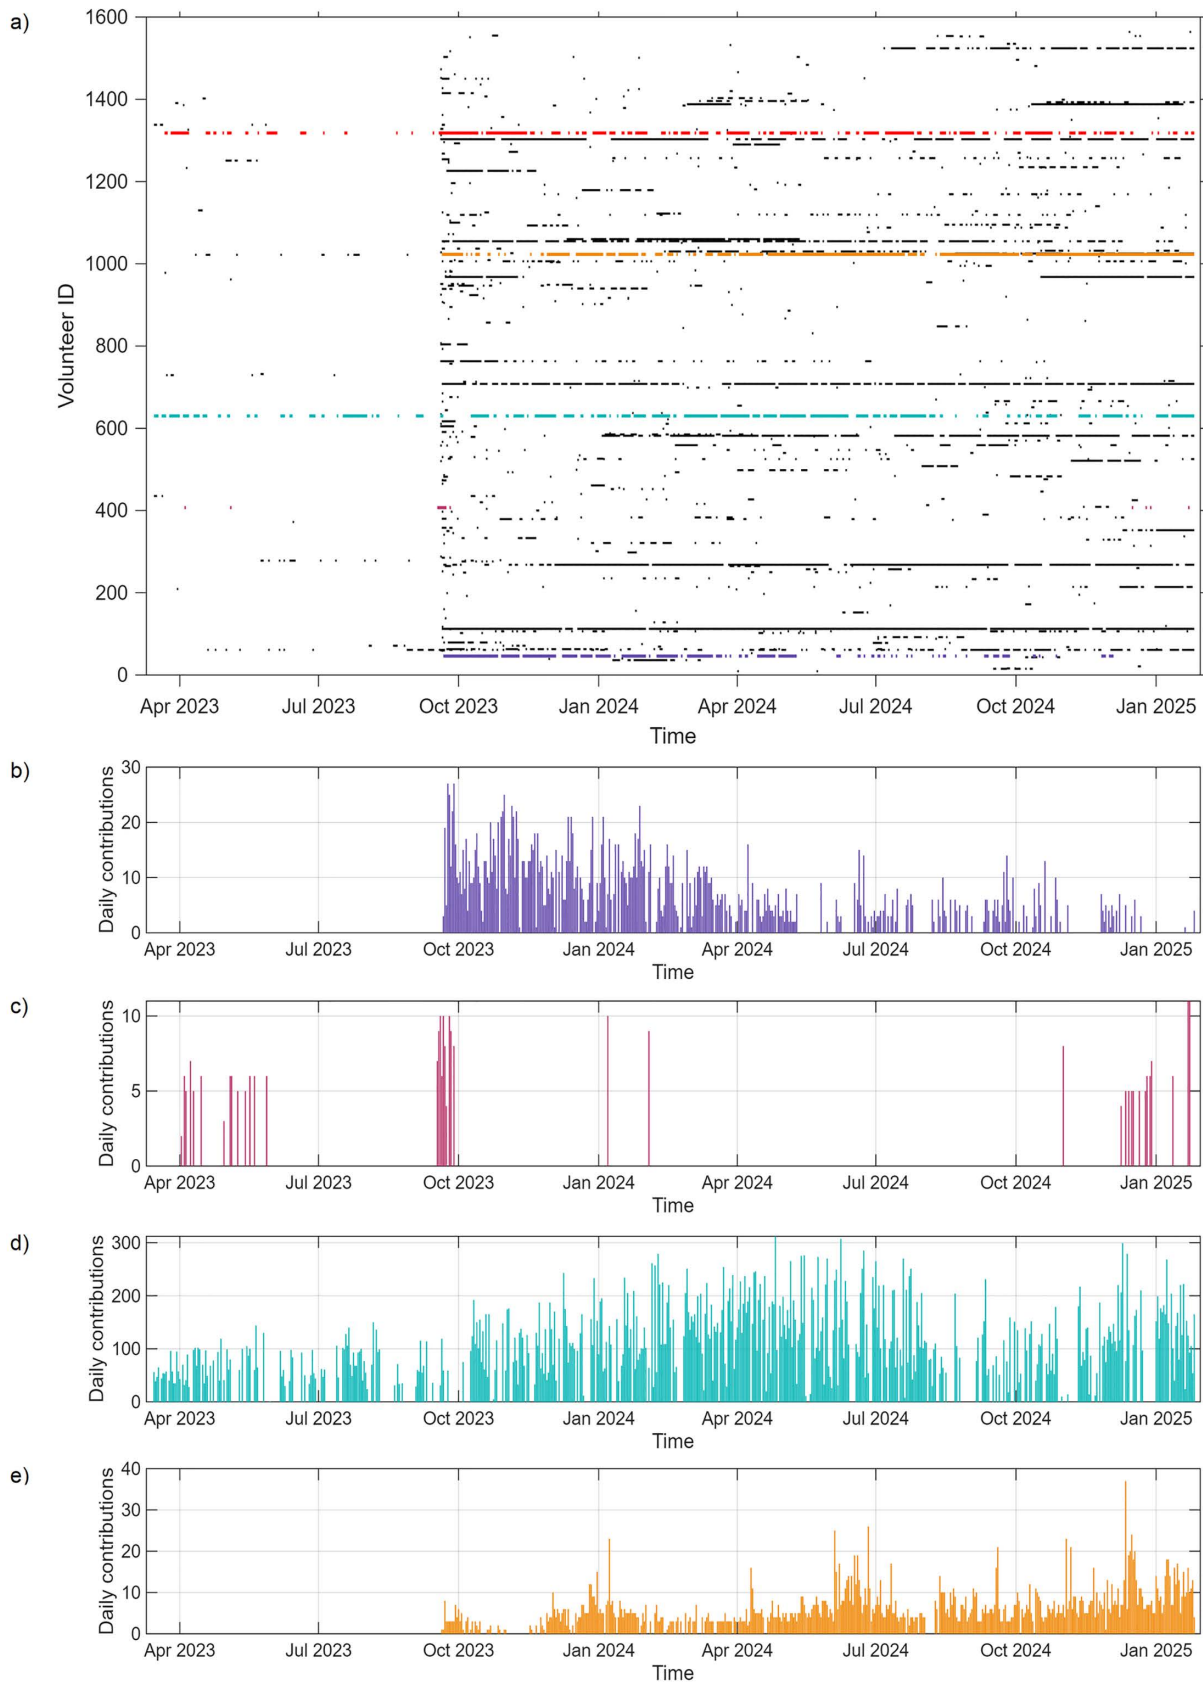 a)
1600
1400
1200
1000
800
600
400
200
0
Volunteer ID
Apr 2023 Jul 2023 Oct 2023 Jan 2024 Apr 2024 Jul 2024 Oct 2024 Jan 2025
Time
b)
30
20
10
0
Daily contributions
Apr 2023 Jul 2023 Oct 2023 Jan 2024 Apr 2024 Jul 2024 Oct 2024 Jan 2025
Time
c)
10
5
0
Daily contributions
Apr 2023 Jul 2023 Oct 2023 Jan 2024 Apr 2024 Jul 2024 Oct 2024 Jan 2025
Time
d)
300
200
100
0
Daily contributions
Apr 2023 Jul 2023 Oct 2023 Jan 2024 Apr 2024 Jul 2024 Oct 2024 Jan 2025
Time
e)
40
30
20
10
0
Daily contributions
Apr 2023 Jul 2023 Oct 2023 Jan 2024 Apr 2024 Jul 2024 Oct 2024 Jan 2025
Time